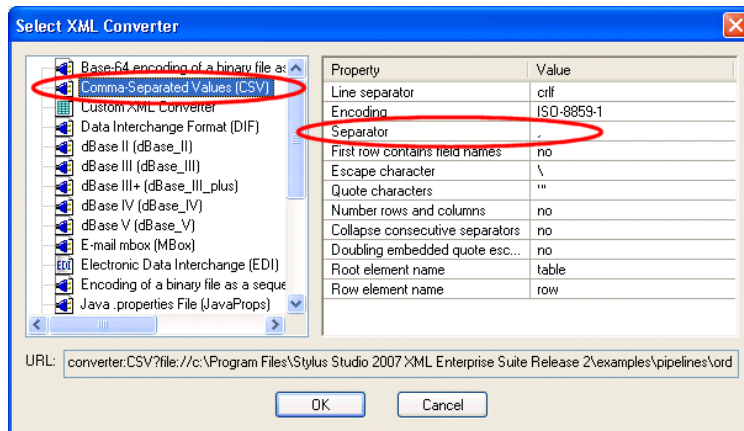 Select XML Converter
Base-64 encoding of a binary file as
Comma-Separated Values (CSV)
Custom XML Converter
Data Interchange Format (DIF)
dBase II (dBase_II)
dBase III (dBase_III)
dBase III+ (dBase_III_plus)
dBase IV (dBase_IV)
dBase V (dBase_V)
E-mail mbox (MBox)
EDI Electronic Data Interchange (EDI)
Encoding of a binary file as a seque
Java .properties File (JavaProps)
Property Value
Line separator crlf
Encoding ISO-8859-1
Separator ,
First row contains field names no
Escape character \
Quote characters '"
Number rows and columns no
Collapse consecutive separators no
Doubling embedded quote esc... no
Root element name table
Row element name row
URL: converter:CSV?file://c:\Program Files\Stylus Studio 2007 XML Enterprise Suite Release 2\examples\pipelines\ord
OK Cancel